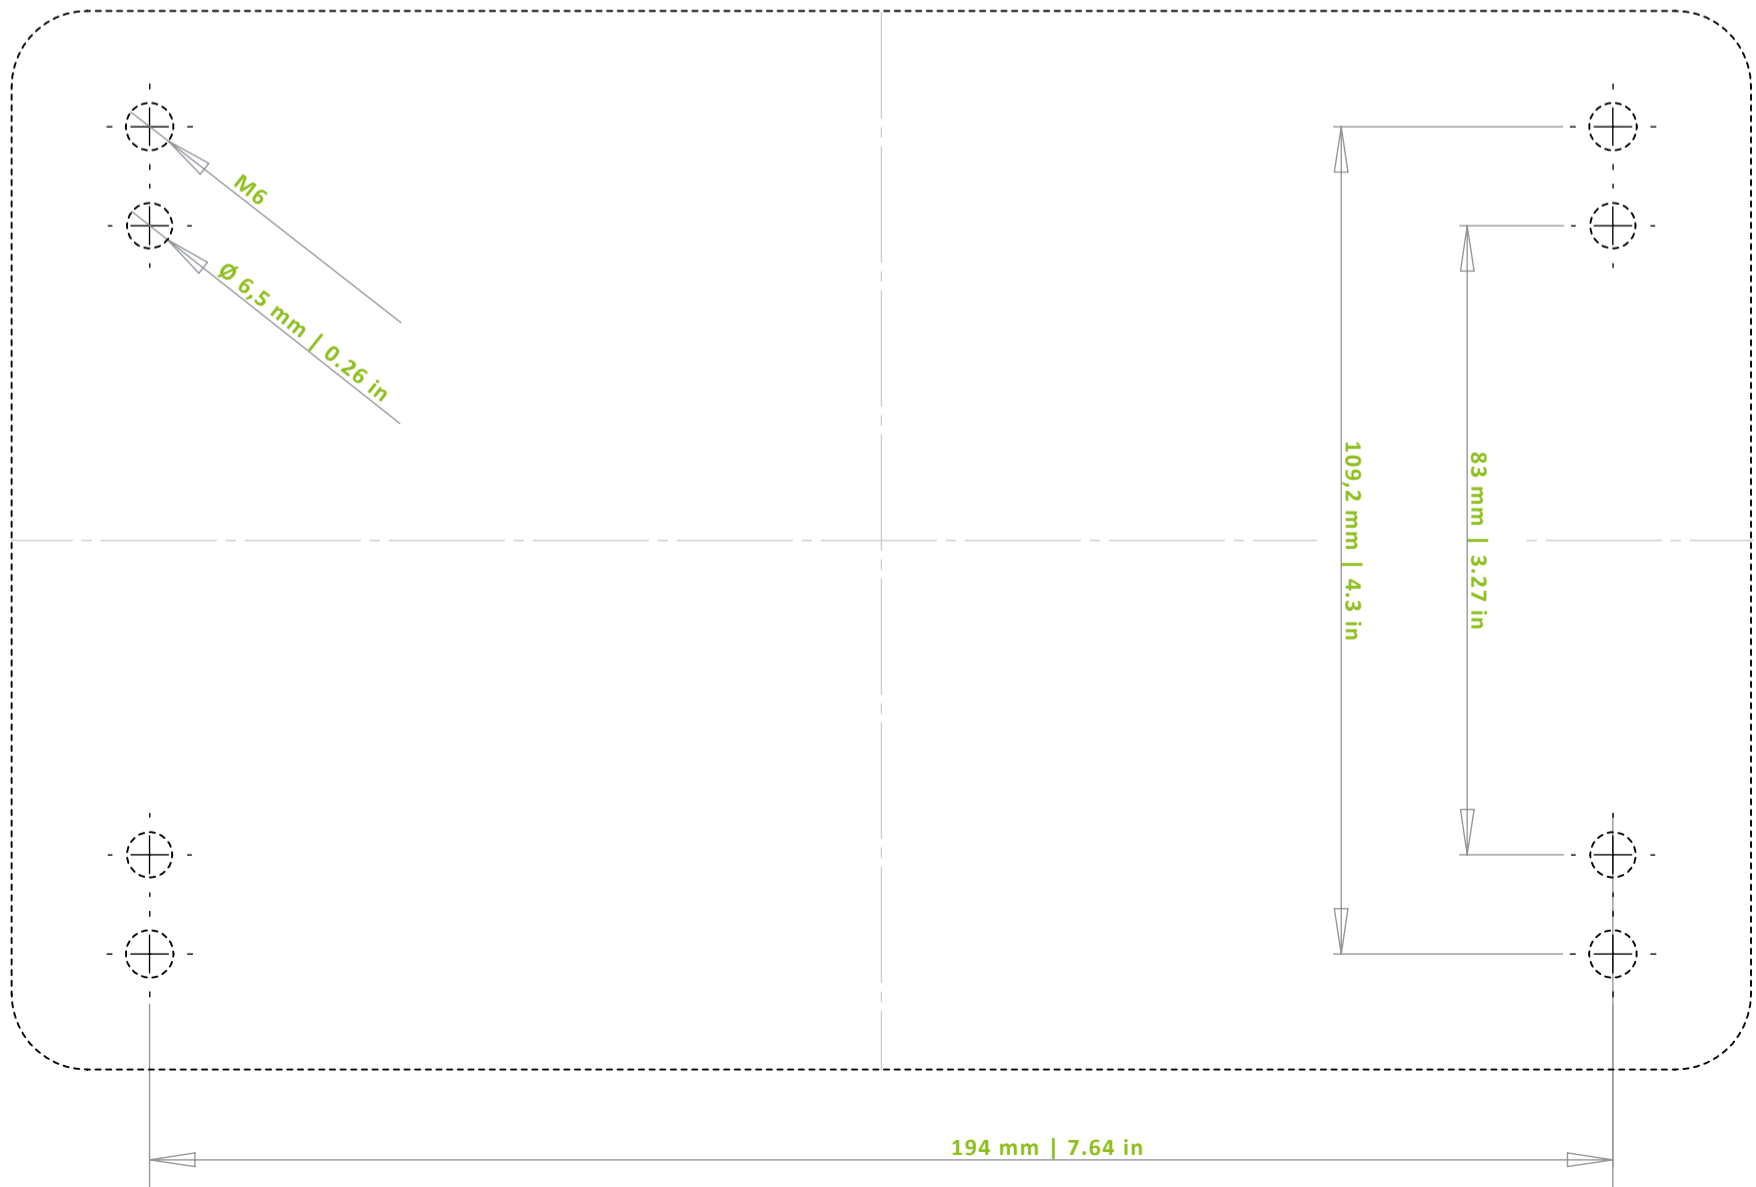 M6
Ø 6,5 mm | 0.26 in
109,2 mm | 4.3 in
83 mm | 3.27 in
194 mm | 7.64 in